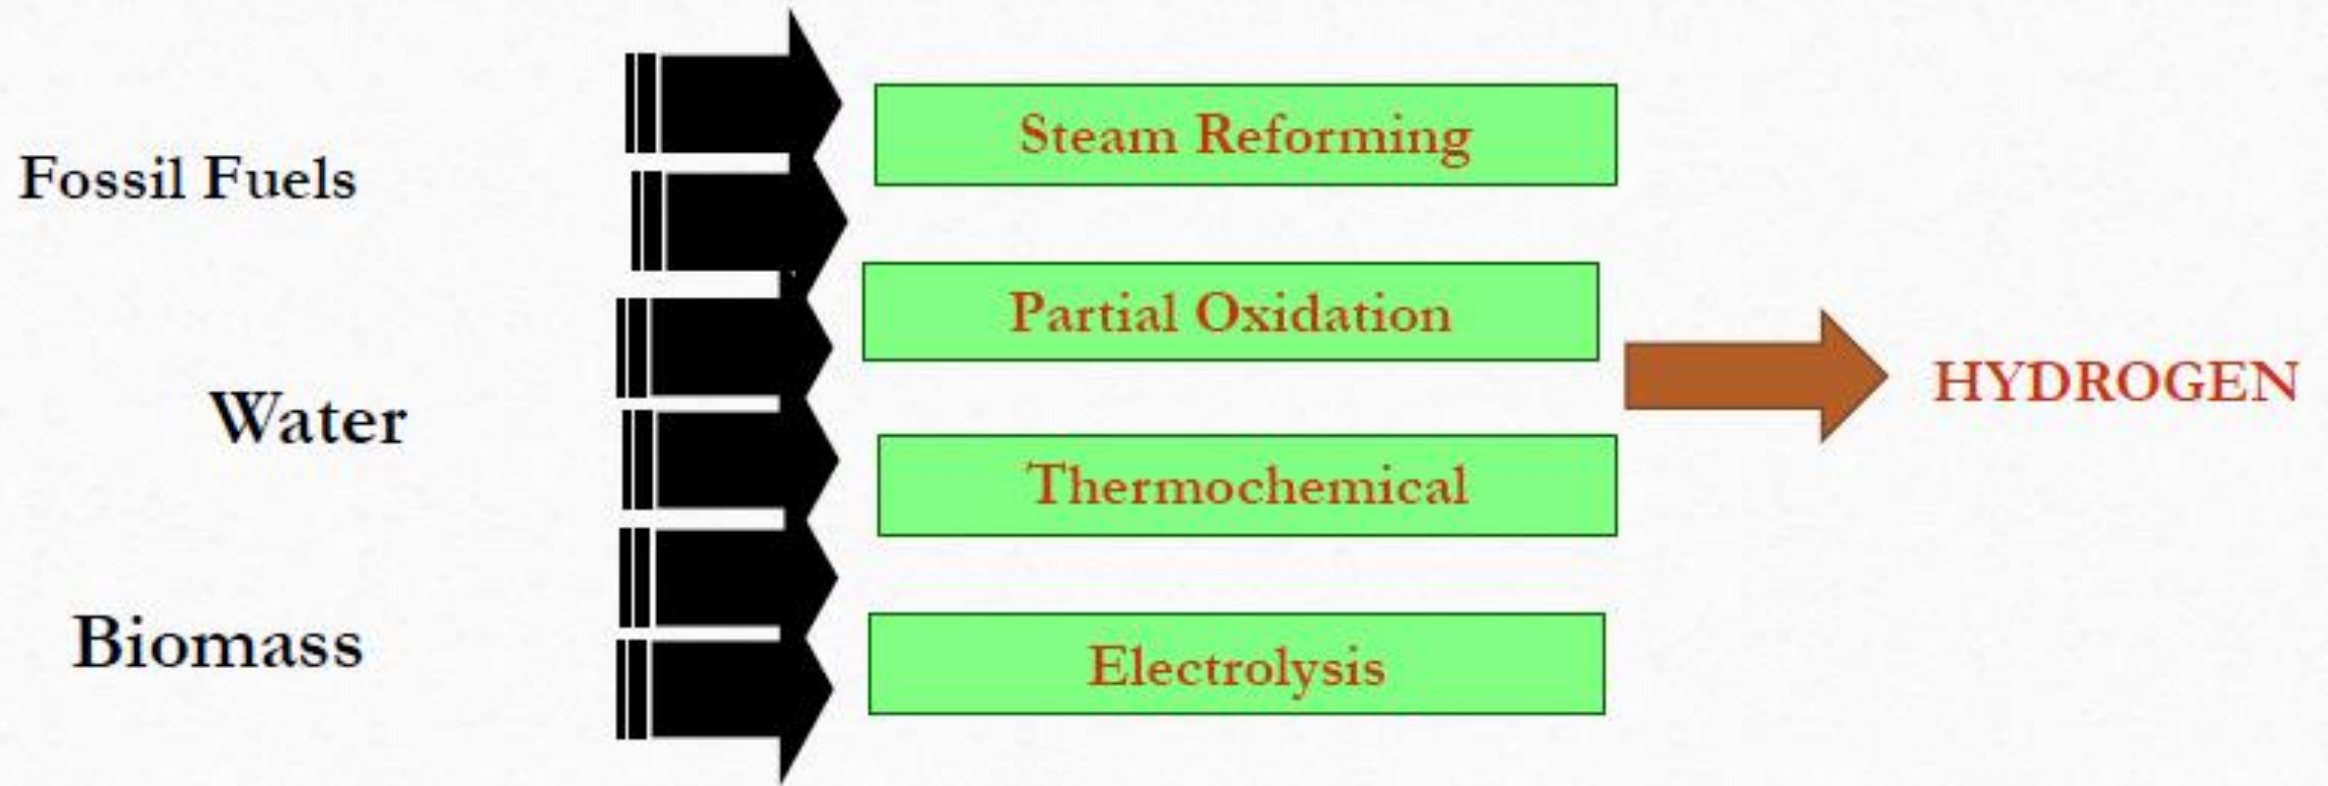 Fossil Fuels
Water
Biomass
Steam Reforming
Partial Oxidation
Thermochemical
Electrolysis
HYDROGEN